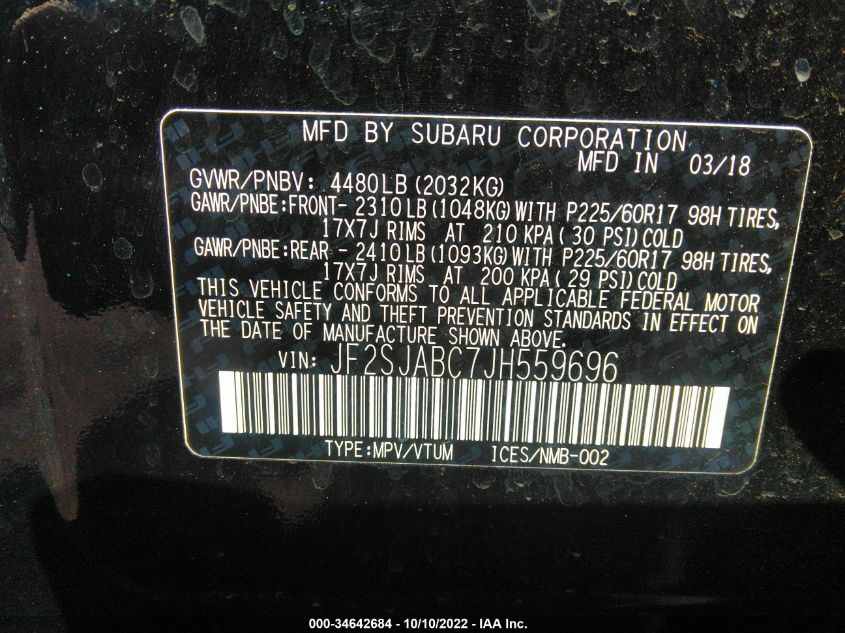 MFD BY SUBARU CORPORATION
MFD IN 03/18
GVWR/PNBV: 4480LB (2032KG)
GAWR/PNBE:FRONT- 2310LB (1048KG) WITH P225/60R17 98H TIRES,
17X7J RIMS AT 210 KPA( 30 PSI)COLD
GAWR/PNBE:REAR - 2410LB (1093KG) WITH P225/60R17 98H TIRES,
17X7J RIMS AT 200 KPA( 29 PSI)COLD
THIS VEHICLE CONFORMS TO ALL APPLICABLE FEDERAL MOTOR
VEHICLE SAFETY AND THEFT PREVENTION STANDARDS IN EFFECT ON
THE DATE OF MANUFACTURE SHOWN ABOVE.
VIN: JF2SJABC7JH559696
TYPE:MPV/VTUM ICES/NMB-002
000-34642684 - 10/10/2022 - IAA Inc.